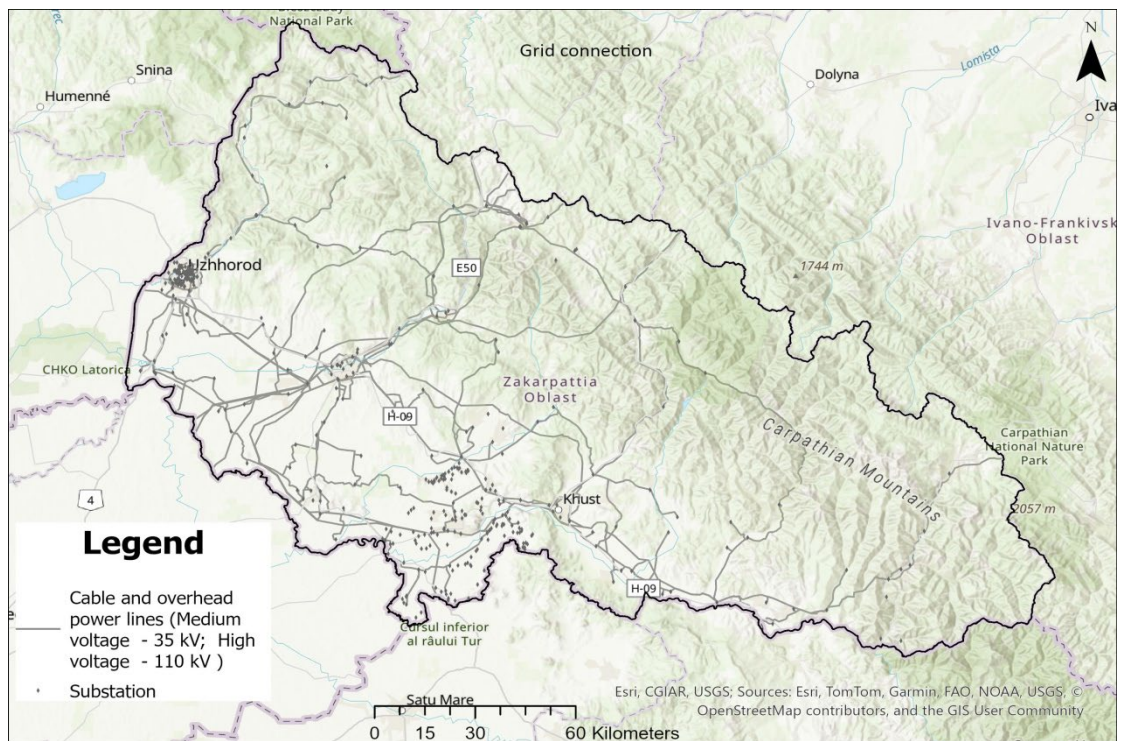 National Park
Grid connection
N
Snina
Humenné
Dolyna
Lomista
Iva
Ivano-Frankivsk
Oblast
1744 m
Uzhhorod
E50
CHKO Latorica
Zakarpattia
Oblast
H-09
Carpathian Mountains
Carpathian
National Nature
Park
4
Khust
2057 m
Legend
Cable and overhead
power lines (Medium
voltage - 35 kV; High
voltage - 110 kV )
Substation
H-09
Cursul inferior
al râului Tur
Satu Mare
0 15 30 60 Kilometers
Esri, CGIAR, USGS; Sources: Esri, TomTom, Garmin, FAO, NOAA, USGS, ©
OpenStreetMap contributors, and the GIS User Community